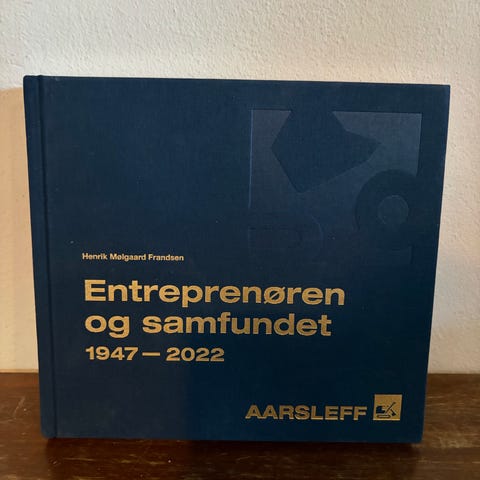 Henrik Mølgaard Frandsen
Entreprenøren
og samfundet
1947 — 2022
AARSLEFF